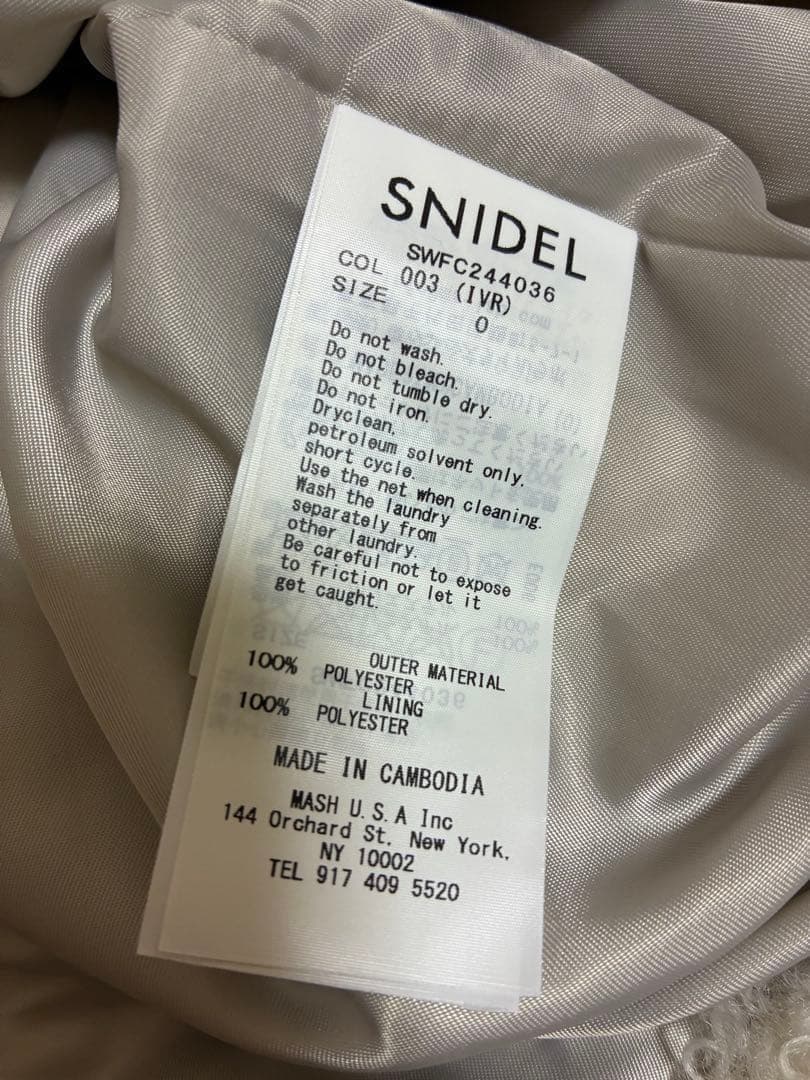 SNIDEL
SWFC244036
COL 003 (IVR)
SIZE 0
Do not wash.
Do not bleach.
Do not tumble dry.
Do not iron.
Dryclean.
petroleum solvent only.
short cycle.
Use the net when cleaning.
Wash the laundry
separately from
other laundry.
Be careful not to expose
to friction or let it
get caught.
OUTER MATERIAL
100% POLYESTER
LINING
100% POLYESTER
MADE IN CAMBODIA
MASH U.S.A Inc
144 Orchard St. New York.
NY 10002
TEL 917 409 5520